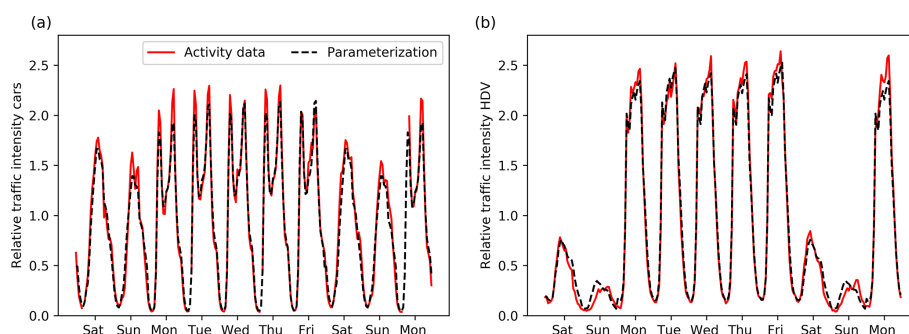 (a)
Activity data
Parameterization
Relative traffic intensity cars
2.5
2.0
1.5
1.0
0.5
0.0
Sat Sun Mon Tue Wed Thu Fri Sat Sun Mon
(b)
Relative traffic intensity HDV
2.5
2.0
1.5
1.0
0.5
0.0
Sat Sun Mon Tue Wed Thu Fri Sat Sun Mon